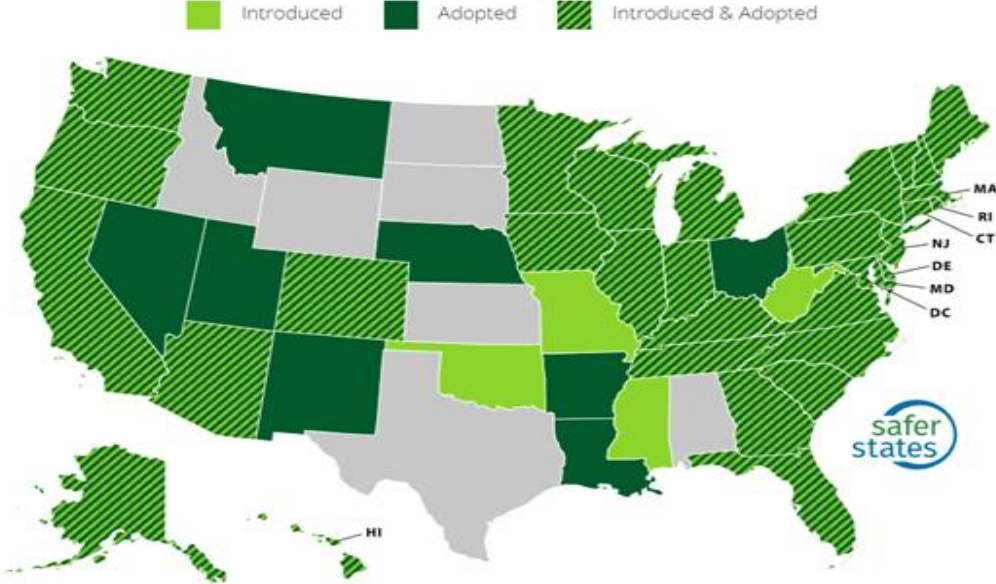 Introduced
Adopted
Introduced & Adopted
MA
RI
CT
NJ
DE
MD
DC
safer
states
HI